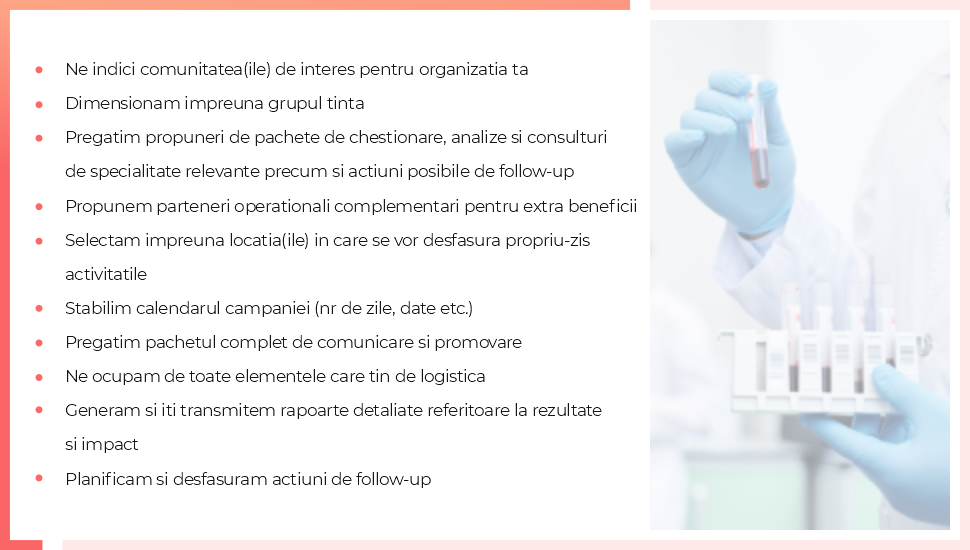 Ne indici comunitatea(ile) de interes pentru organizatia ta
Dimensionam impreuna grupul tinta
Pregatim propuneri de pachete de chestionare, analize si consulturi
de specialitate relevante precum si actiuni posibile de follow-up
Propunem parteneri operationali complementari pentru extra beneficii
Selectam impreuna locatia(ile) in care se vor desfasura propriu-zis
activitatile
Stabilim calendarul campaniei (nr de zile, date etc.)
Pregatim pachetul complet de comunicare si promovare
Ne ocupam de toate elementele care tin de logistica
Generam si iti transmitem rapoarte detaliate referitoare la rezultate
si impact
Planificam si desfasuram actiuni de follow-up